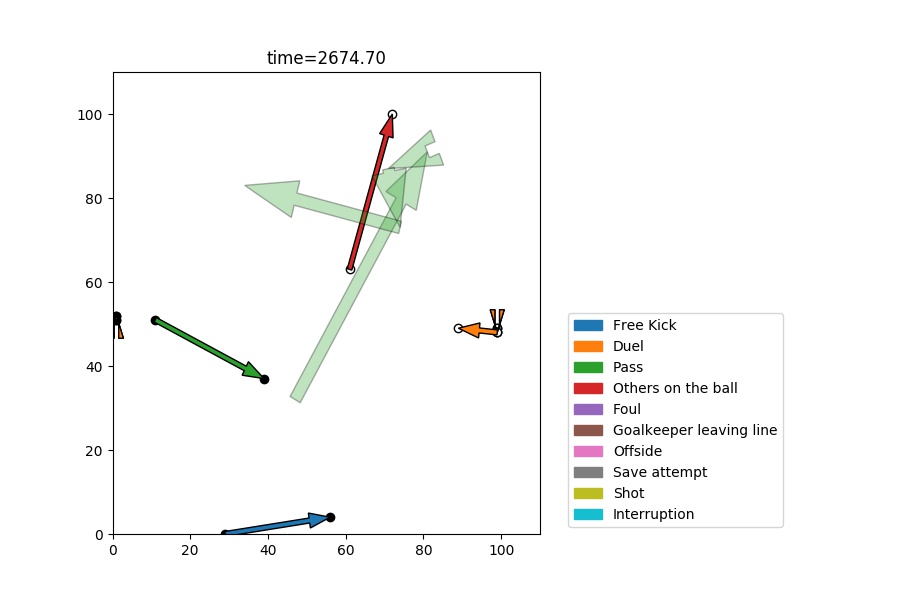 time=2674.70
100
80
60
40
20
0
0 20 40 60 80 100
Free Kick
Duel
Pass
Others on the ball
Foul
Goalkeeper leaving line
Offside
Save attempt
Shot
Interruption